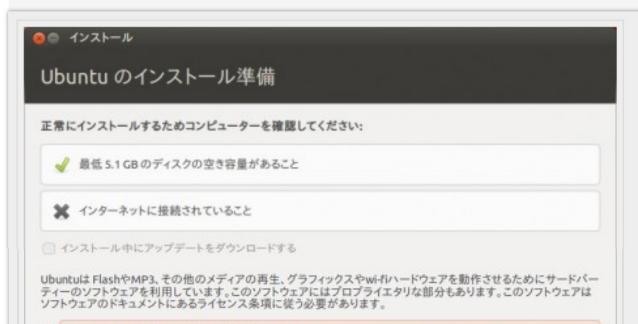 インストール
Ubuntu のインストール準備
正常にインストールするためコンピューターを確認してください:
最低 5.1 GB のディスクの空き容量があること
インターネットに接続されていること
インストール中にアップデートをダウンロードする
Ubuntuは FlashやMP3、その他のメディアの再生、グラフィックスやwi-fiハードウェアを動作させるためにサードパー
ティーのソフトウェアを利用しています。このソフトウェアにはプロプライエタリな部分もあります。このソフトウェアは
ソフトウェアのドキュメントにあるライセンス条項に従う必要があります。